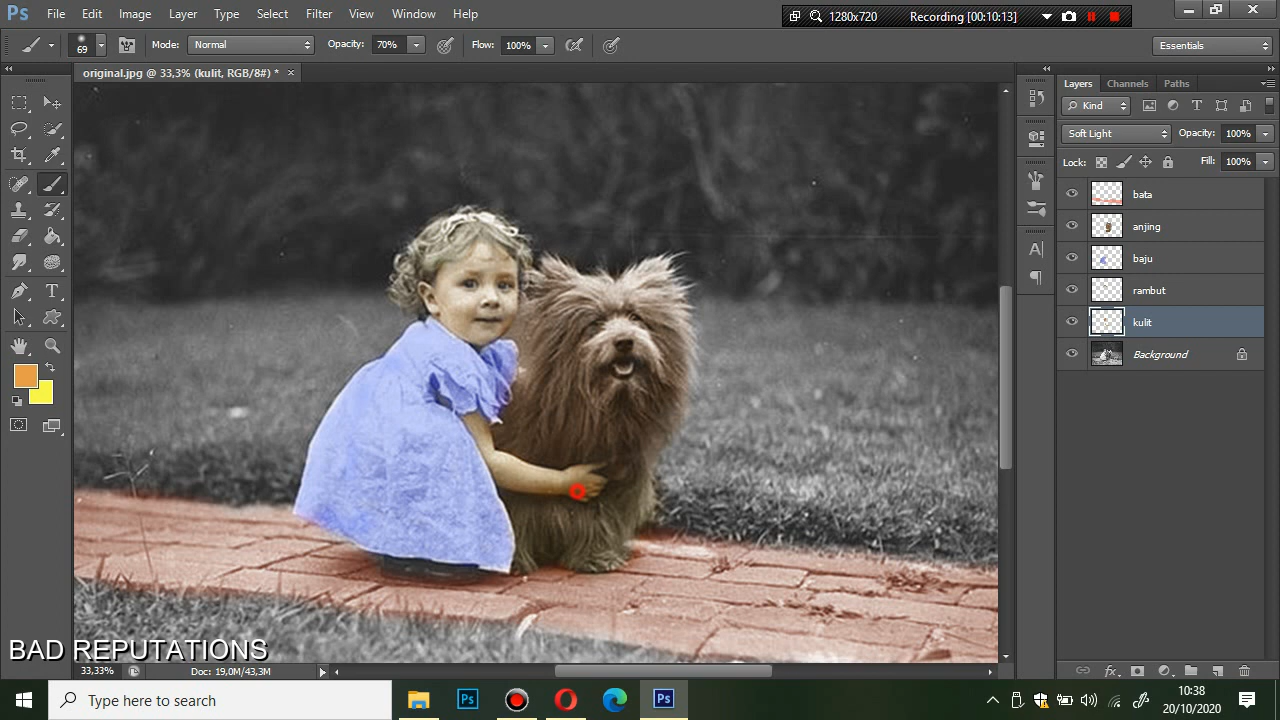 Ps File Edit Image Layer Type Select Filter View Window Help
1280x720 Recording [00:10:13]
69 Mode: Normal Opacity: 70% Flow: 100% Essentials
original.jpg @ 33,3% (kulit, RGB/8#) * ×
Layers Channels Paths
Kind
Soft Light Opacity: 100%
Lock: Fill: 100%
bata
anjing
baju
rambut
kulit
Background
BAD REPUTATIONS
33,33% Doc: 19,0M/43,3M
Type here to search
Ps
Ps
10:38
20/10/2020